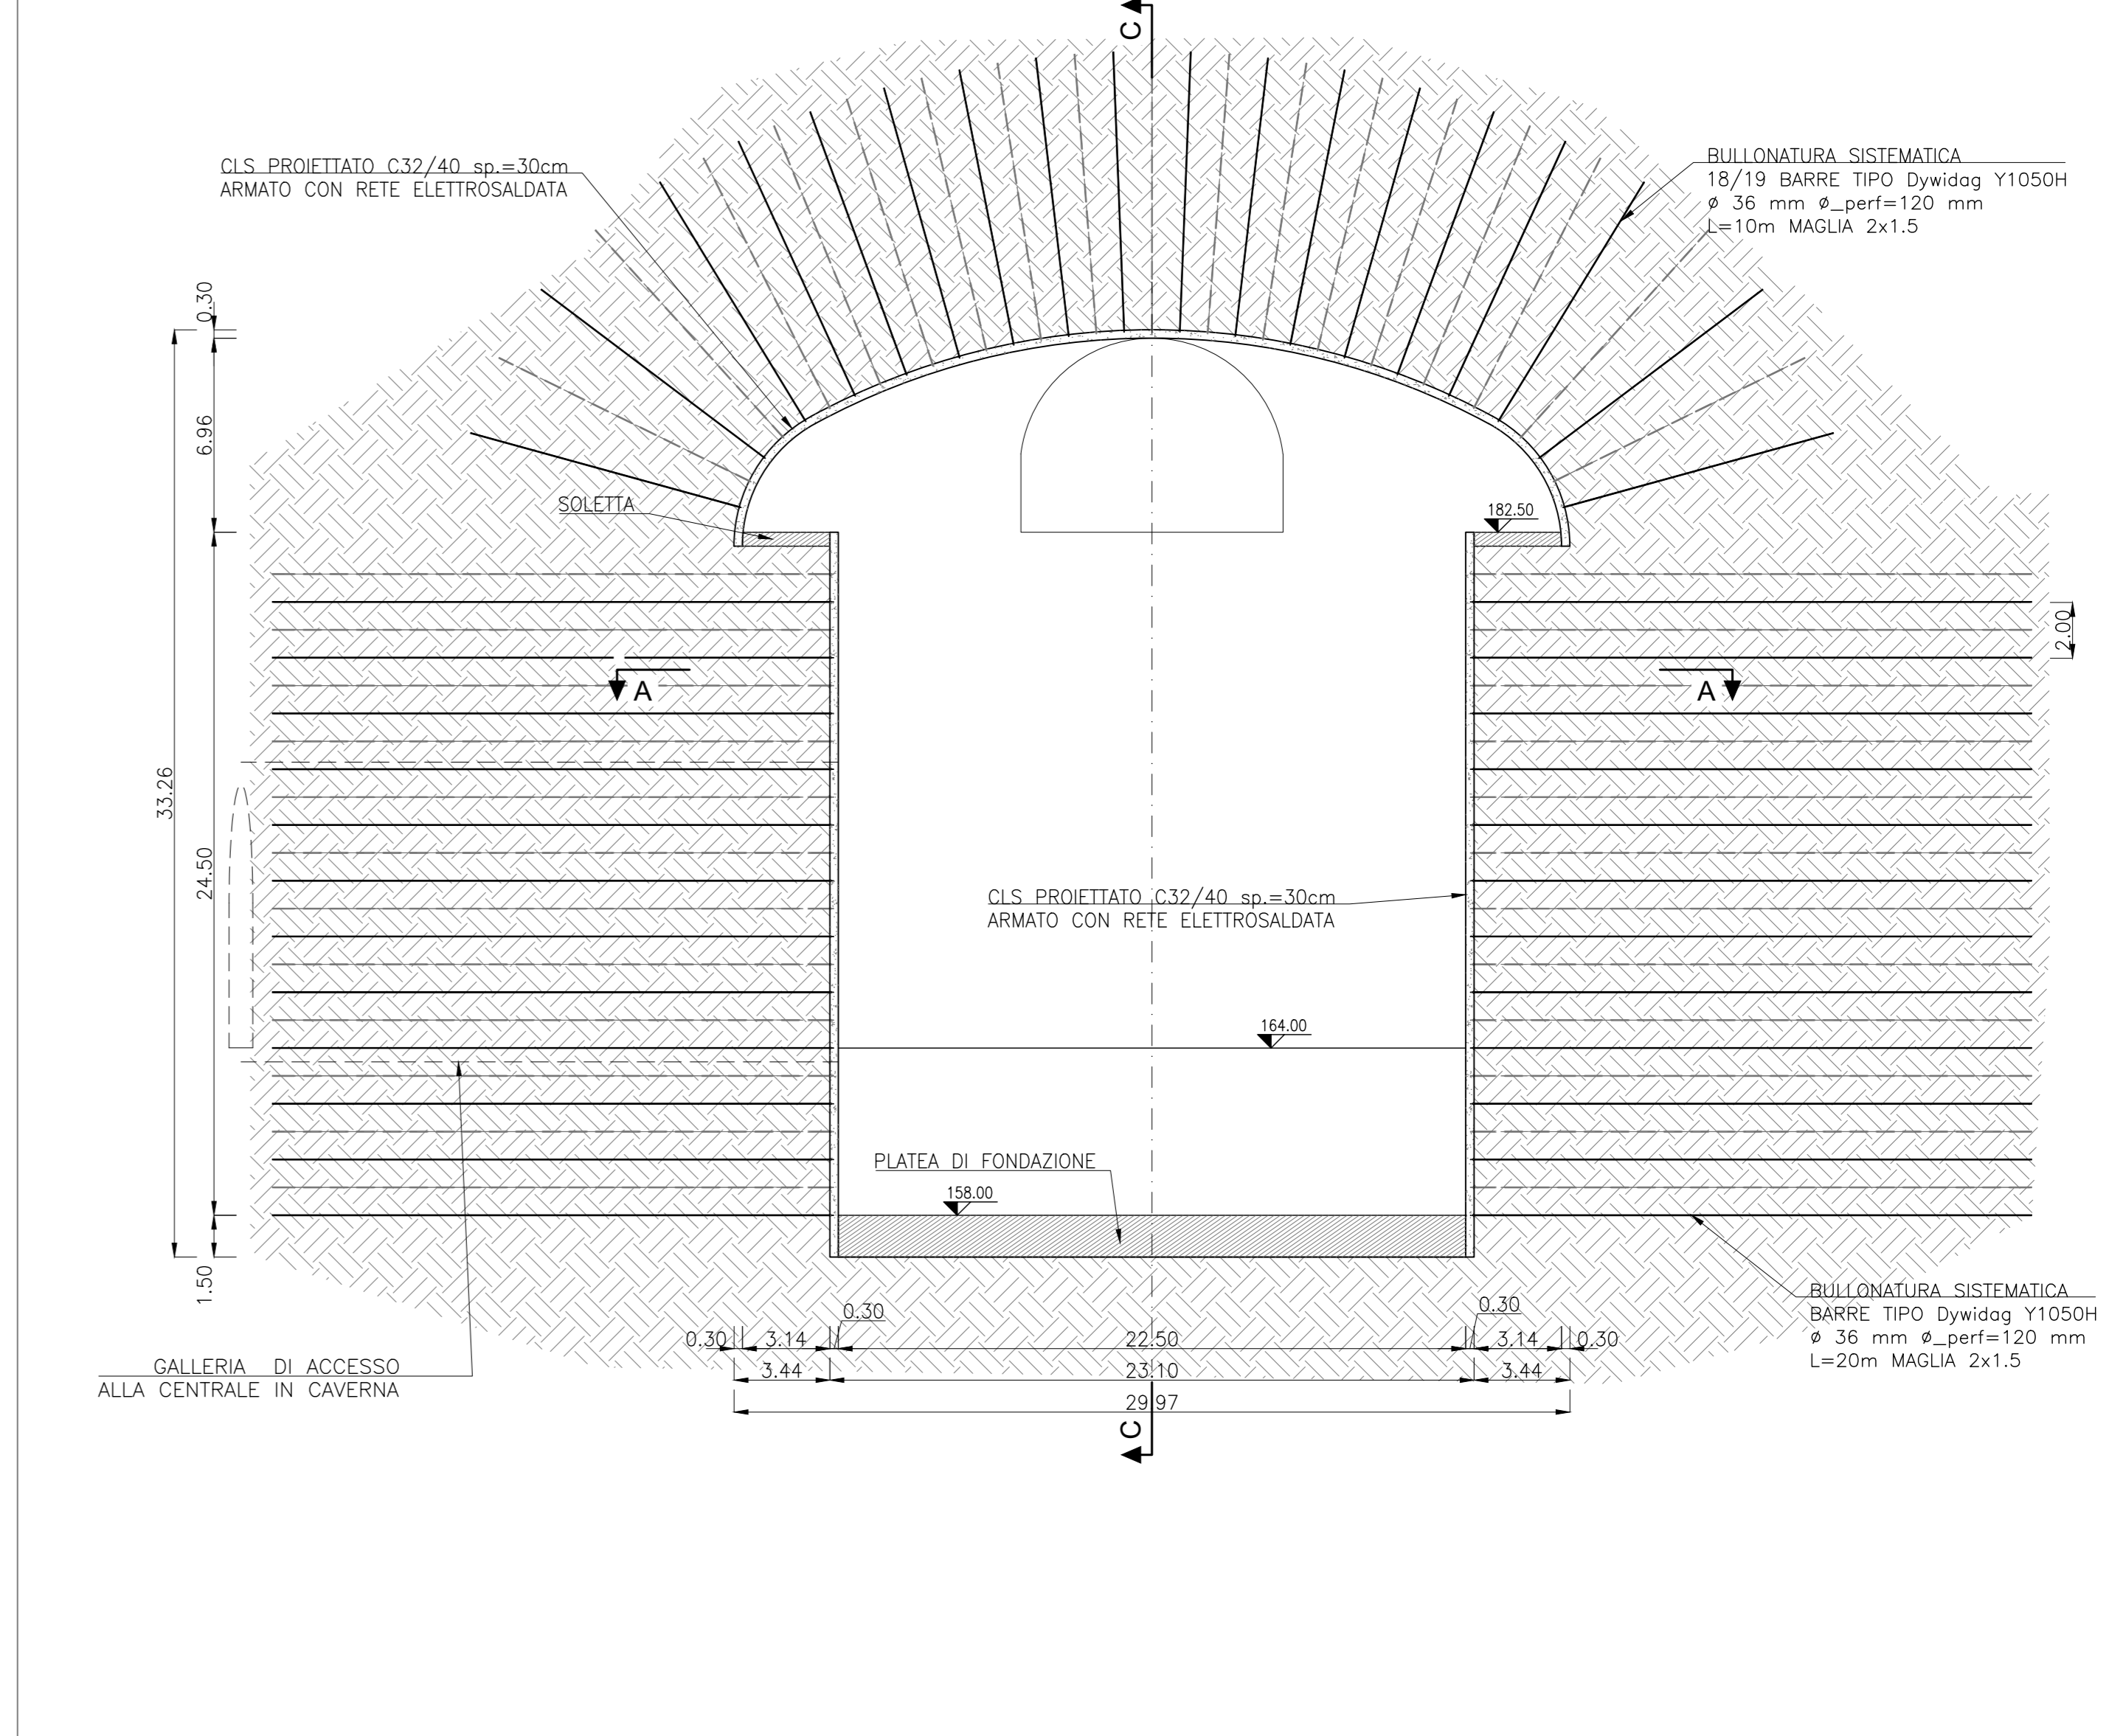 C
CLS PROIETTATO C32/40 sp.=30cm
ARMATO CON RETE ELETTROSALDATA
BULLONATURA SISTEMATICA
18/19 BARRE TIPO Dywidag Y1050H
ø 36 mm ø_perf=120 mm
L=10m MAGLIA 2x1.5
0.30
6.96
SOLETTA
182.50
2.00
A
A
33.26
24.50
CLS PROIETTATO C32/40 sp.=30cm
ARMATO CON RETE ELETTROSALDATA
164.00
PLATEA DI FONDAZIONE
158.00
1.50
BULLONATURA SISTEMATICA
BARRE TIPO Dywidag Y1050H
ø 36 mm ø_perf=120 mm
L=20m MAGLIA 2x1.5
0.30
0.30
0.30 3.14 22.50 3.14 0.30
3.44 23.10 3.44
29.97
GALLERIA DI ACCESSO
ALLA CENTRALE IN CAVERNA
C